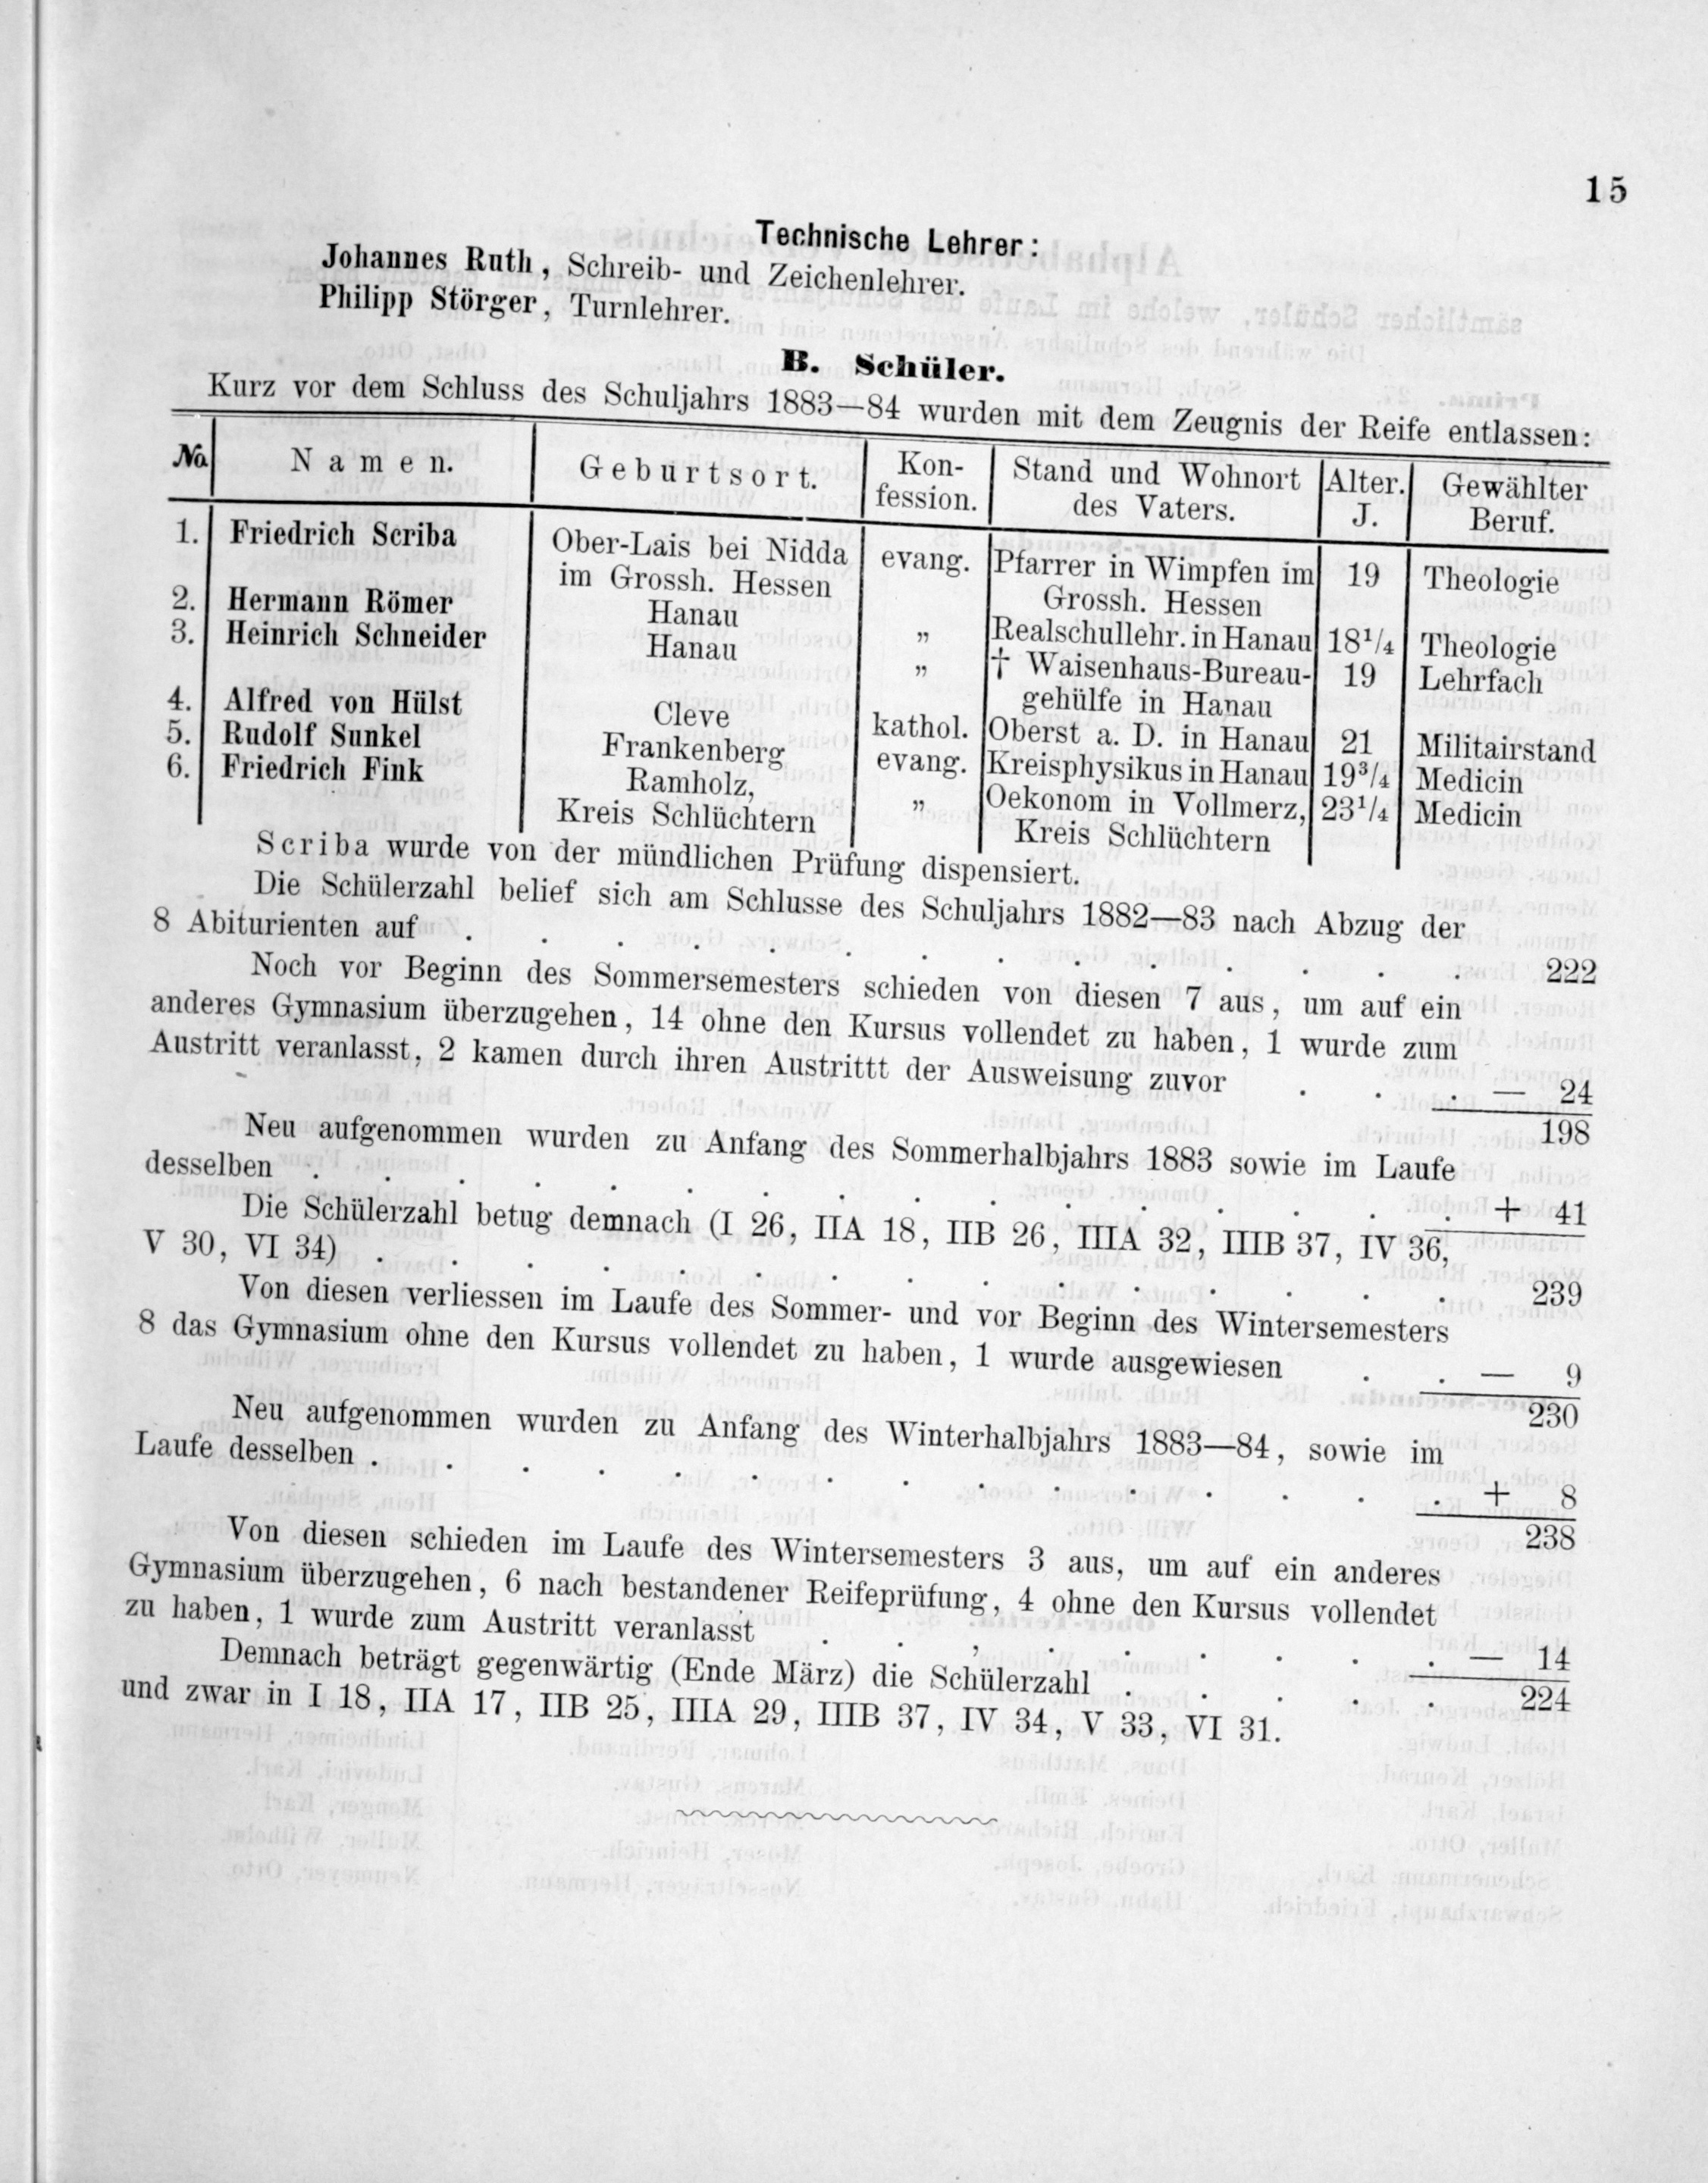 15
Technische Lehrer:
Johannes Ruth, Schreib- und Zeichenlehrer.
Philipp Störger, Turnlehrer.
B. Schüler.
Kurz vor dem Schluss des Schuljahrs 1883—84 wurden mit dem Zeugnis der Reife entlassen:
No Namen. Geburtsort. Kon- Stand und Wohnort Alter. Gewählter
fession. des Vaters. J. Beruf.
1. Friedrich Scriba Ober-Lais bei Nidda evang. Pfarrer in Wimpfen im 19 Theologie
im Grossh. Hessen Grossh. Hessen
2. Hermann Römer Hanau „ Realschullehr. in Hanau 18¹/₄ Theologie
3. Heinrich Schneider Hanau „ † Waisenhaus-Bureau- 19 Lehrfach
gehülfe in Hanau
4. Alfred von Hülst Cleve kathol. Oberst a. D. in Hanau 21 Militairstand
5. Rudolf Sunkel Frankenberg evang. Kreisphysikus in Hanau 19³/₄ Medicin
6. Friedrich Fink Ramholz, „ Oekonom in Vollmerz, 23¹/₄ Medicin
Kreis Schlüchtern Kreis Schlüchtern
Scriba wurde von der mündlichen Prüfung dispensiert.
Die Schülerzahl belief sich am Schlusse des Schuljahrs 1882—83 nach Abzug der
8 Abiturienten auf . . . . . . . . . . . . . . 222
Noch vor Beginn des Sommersemesters schieden von diesen 7 aus, um auf ein
anderes Gymnasium überzugehen, 14 ohne den Kursus vollendet zu haben, 1 wurde zum
Austritt veranlasst, 2 kamen durch ihren Austrittt der Ausweisung zuvor . . . — 24
198
Neu aufgenommen wurden zu Anfang des Sommerhalbjahrs 1883 sowie im Laufe
desselben . . . . . . . . . . . . . . . . + 41
Die Schülerzahl betug demnach (I 26, IIA 18, IIB 26, IIIA 32, IIIB 37, IV 36,
V 30, VI 34) . . . . . . . . . . . . . . . 239
Von diesen verliessen im Laufe des Sommer- und vor Beginn des Wintersemesters
8 das Gymnasium ohne den Kursus vollendet zu haben, 1 wurde ausgewiesen . . — 9
230
Neu aufgenommen wurden zu Anfang des Winterhalbjahrs 1883—84, sowie im
Laufe desselben . . . . . . . . . . . . . . . + 8
238
Von diesen schieden im Laufe des Wintersemesters 3 aus, um auf ein anderes
Gymnasium überzugehen, 6 nach bestandener Reifeprüfung, 4 ohne den Kursus vollendet
zu haben, 1 wurde zum Austritt veranlasst . . , . . . . . . — 14
Demnach beträgt gegenwärtig (Ende März) die Schülerzahl . . . . . 224
und zwar in I 18, IIA 17, IIB 25, IIIA 29, IIIB 37, IV 34, V 33, VI 31.